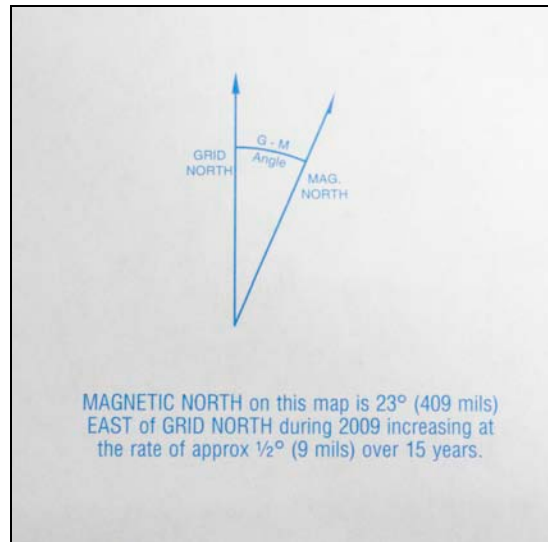 GRID
NORTH
G - M
Angle
MAG.
NORTH
MAGNETIC NORTH on this map is 23° (409 mils)
EAST of GRID NORTH during 2009 increasing at
the rate of approx ½° (9 mils) over 15 years.